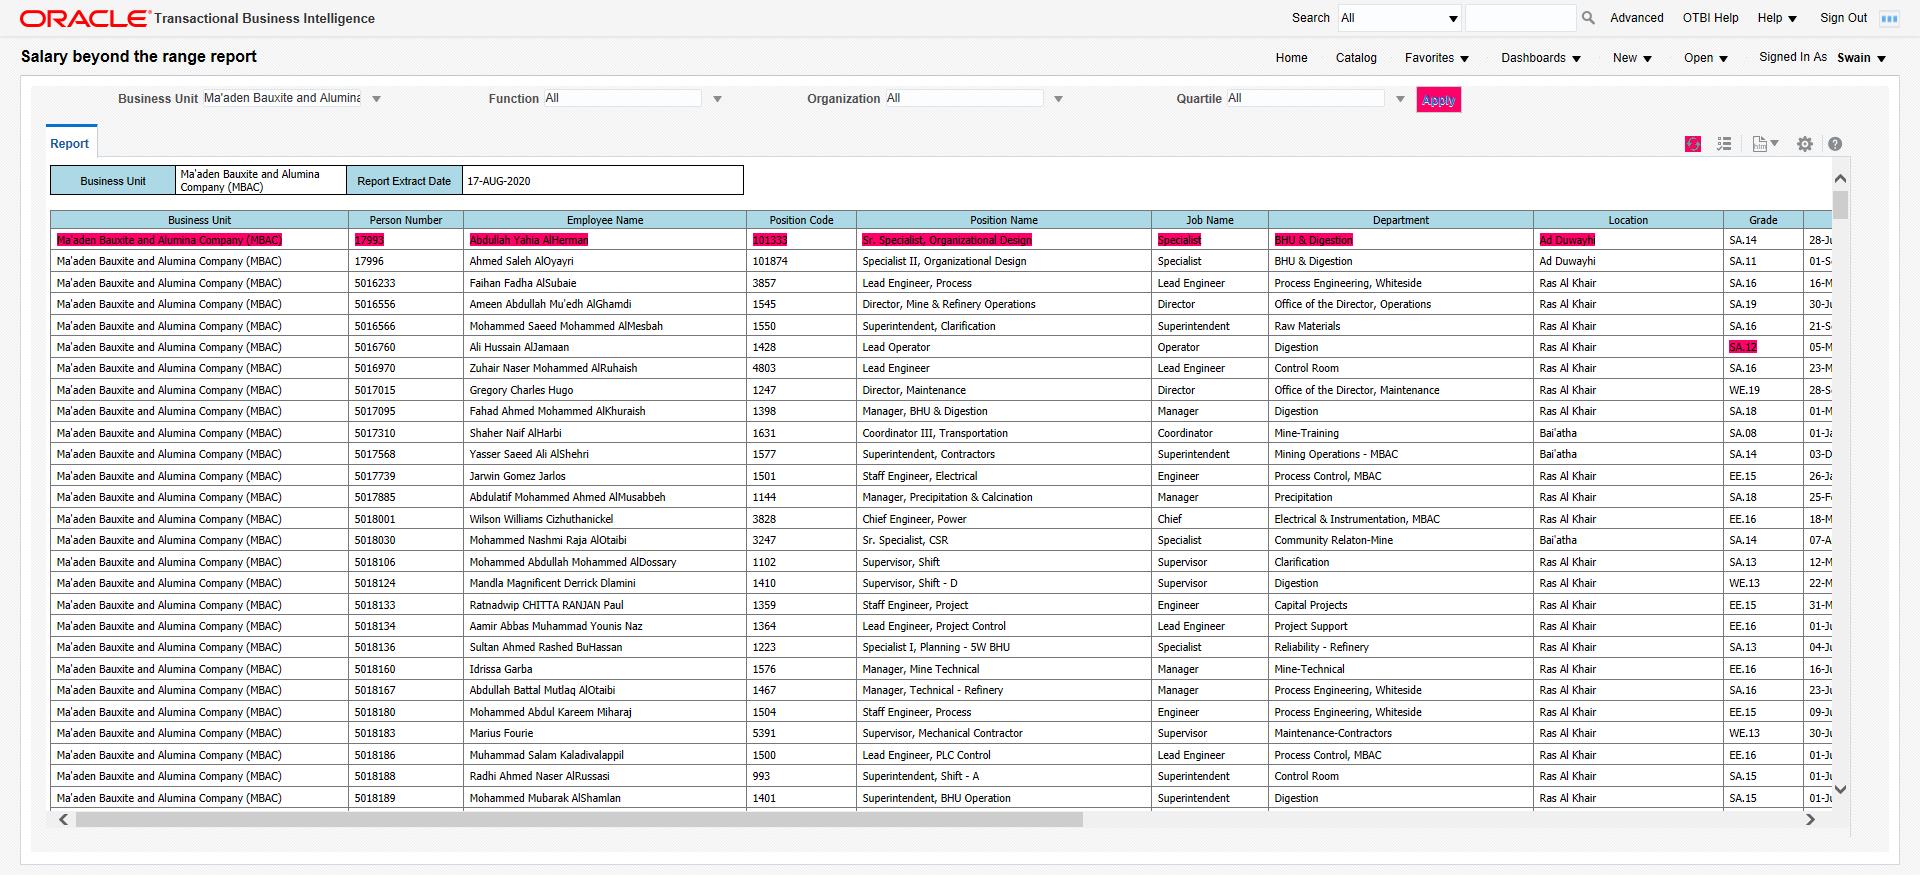 ORACLE Transactional Business Intelligence Search All Advanced OTBI Help Help Sign Out
Salary beyond the range report Home Catalog Favorites Dashboards New Open Signed In As Swain
Business Unit Ma'aden Bauxite and Alumina Function All Organization All Quartile All Apply
Report
Business Unit Ma'aden Bauxite and Alumina Company (MBAC) Report Extract Date 17-AUG-2020
Business Unit Person Number Employee Name Position Code Position Name Job Name Department Location Grade
Ma'aden Bauxite and Alumina Company (MBAC) 17993 Abdullah Yahia AlHerman 101333 Sr. Specialist, Organizational Design Specialist BHU & Digestion Ad Duwayhi SA.14 28-Ju
Ma'aden Bauxite and Alumina Company (MBAC) 17996 Ahmed Saleh AlOyayri 101874 Specialist II, Organizational Design Specialist BHU & Digestion Ad Duwayhi SA.11 01-S
Ma'aden Bauxite and Alumina Company (MBAC) 5016233 Faihan Fadha AlSubaie 3857 Lead Engineer, Process Lead Engineer Process Engineering, Whiteside Ras Al Khair SA.16 16-M
Ma'aden Bauxite and Alumina Company (MBAC) 5016556 Ameen Abdullah Mu'edh AlGhamdi 1545 Director, Mine & Refinery Operations Director Office of the Director, Operations Ras Al Khair SA.19 30-Ju
Ma'aden Bauxite and Alumina Company (MBAC) 5016566 Mohammed Saeed Mohammed AlMesbah 1550 Superintendent, Clarification Superintendent Raw Materials Ras Al Khair SA.16 21-S
Ma'aden Bauxite and Alumina Company (MBAC) 5016760 Ali Hussain AlJamaan 1428 Lead Operator Operator Digestion Ras Al Khair SA.12 05-M
Ma'aden Bauxite and Alumina Company (MBAC) 5016970 Zuhair Naser Mohammed AlRuhaish 4803 Lead Engineer Lead Engineer Control Room Ras Al Khair SA.16 23-M
Ma'aden Bauxite and Alumina Company (MBAC) 5017015 Gregory Charles Hugo 1247 Director, Maintenance Director Office of the Director, Maintenance Ras Al Khair WE.19 28-S
Ma'aden Bauxite and Alumina Company (MBAC) 5017095 Fahad Ahmed Mohammed AlKhuraish 1398 Manager, BHU & Digestion Manager Digestion Ras Al Khair SA.18 01-M
Ma'aden Bauxite and Alumina Company (MBAC) 5017310 Shaher Naif AlHarbi 1631 Coordinator III, Transportation Coordinator Mine-Training Bai'atha SA.08 01-Ja
Ma'aden Bauxite and Alumina Company (MBAC) 5017568 Yasser Saeed Ali AlShehri 1577 Superintendent, Contractors Superintendent Mining Operations - MBAC Bai'atha SA.14 03-D
Ma'aden Bauxite and Alumina Company (MBAC) 5017739 Jarwin Gomez Jarlos 1501 Staff Engineer, Electrical Engineer Process Control, MBAC Ras Al Khair EE.15 26-Ja
Ma'aden Bauxite and Alumina Company (MBAC) 5017885 Abdulatif Mohammed Ahmed AlMusabbeh 1144 Manager, Precipitation & Calcination Manager Precipitation Ras Al Khair SA.18 25-Fe
Ma'aden Bauxite and Alumina Company (MBAC) 5018001 Wilson Williams Cizhuthanickel 3828 Chief Engineer, Power Chief Electrical & Instrumentation, MBAC Ras Al Khair EE.16 18-M
Ma'aden Bauxite and Alumina Company (MBAC) 5018030 Mohammed Nashmi Raja AlOtaibi 3247 Sr. Specialist, CSR Specialist Community Relaton-Mine Bai'atha SA.14 07-A
Ma'aden Bauxite and Alumina Company (MBAC) 5018106 Mohammed Abdullah Mohammed AlDossary 1102 Supervisor, Shift Supervisor Clarification Ras Al Khair SA.13 12-M
Ma'aden Bauxite and Alumina Company (MBAC) 5018124 Mandla Magnificent Derrick Dlamini 1410 Supervisor, Shift - D Supervisor Digestion Ras Al Khair WE.13 22-M
Ma'aden Bauxite and Alumina Company (MBAC) 5018133 Ratnadwip CHITTA RANJAN Paul 1359 Staff Engineer, Project Engineer Capital Projects Ras Al Khair EE.15 31-M
Ma'aden Bauxite and Alumina Company (MBAC) 5018134 Aamir Abbas Muhammad Younis Naz 1364 Lead Engineer, Project Control Lead Engineer Project Support Ras Al Khair EE.16 01-Ju
Ma'aden Bauxite and Alumina Company (MBAC) 5018136 Sultan Ahmed Rashed BuHassan 1223 Specialist I, Planning - 5W BHU Specialist Reliability - Refinery Ras Al Khair SA.13 04-Ju
Ma'aden Bauxite and Alumina Company (MBAC) 5018160 Idrissa Garba 1576 Manager, Mine Technical Manager Mine-Technical Ras Al Khair EE.16 16-Ju
Ma'aden Bauxite and Alumina Company (MBAC) 5018167 Abdullah Battal Mutlaq AlOtaibi 1467 Manager, Technical - Refinery Manager Process Engineering, Whiteside Ras Al Khair SA.16 23-Ju
Ma'aden Bauxite and Alumina Company (MBAC) 5018180 Mohammed Abdul Kareem Miharaj 1504 Staff Engineer, Process Engineer Process Engineering, Whiteside Ras Al Khair EE.15 09-Ju
Ma'aden Bauxite and Alumina Company (MBAC) 5018183 Marius Fourie 5391 Supervisor, Mechanical Contractor Supervisor Maintenance-Contractors Ras Al Khair WE.13 30-Ju
Ma'aden Bauxite and Alumina Company (MBAC) 5018186 Muhammad Salam Kaladivalappil 1500 Lead Engineer, PLC Control Lead Engineer Process Control, MBAC Ras Al Khair EE.16 01-Ju
Ma'aden Bauxite and Alumina Company (MBAC) 5018188 Radhi Ahmed Naser AlRussasi 993 Superintendent, Shift - A Superintendent Control Room Ras Al Khair SA.15 01-Ju
Ma'aden Bauxite and Alumina Company (MBAC) 5018189 Mohammed Mubarak AlShamlan 1401 Superintendent, BHU Operation Superintendent Digestion Ras Al Khair SA.15 01-Ju